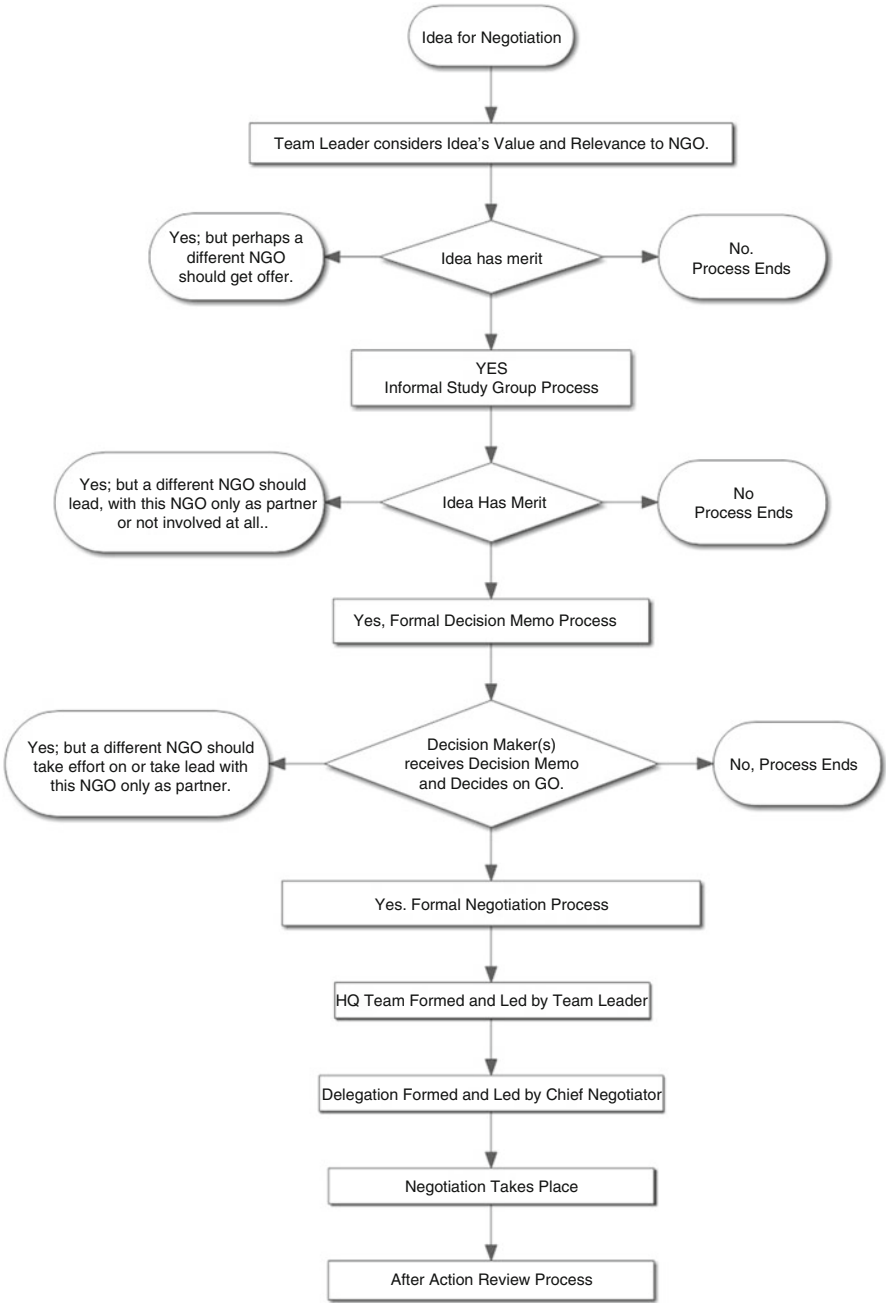 Idea for Negotiation
Team Leader considers Idea's Value and Relevance to NGO.
Yes; but perhaps a
different NGO
should get offer.
Idea has merit
No.
Process Ends
YES
Informal Study Group Process
Yes; but a different NGO should
lead, with this NGO only as partner
or not involved at all..
Idea Has Merit
No
Process Ends
Yes, Formal Decision Memo Process
Yes; but a different NGO should
take effort on or take lead with
this NGO only as partner.
Decision Maker(s)
receives Decision Memo
and Decides on GO.
No, Process Ends
Yes. Formal Negotiation Process
HQ Team Formed and Led by Team Leader
Delegation Formed and Led by Chief Negotiator
Negotiation Takes Place
After Action Review Process